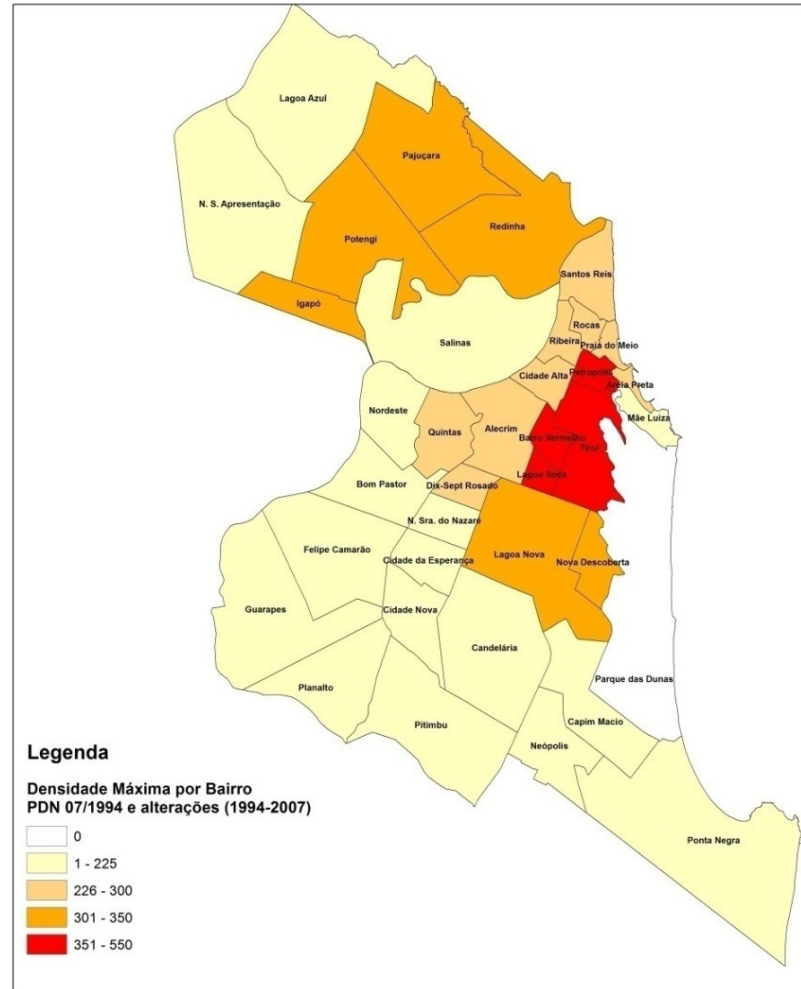 Lagoa Azul
Pajuçara
N. S. Apresentação
Redinha
Potengi
Santos Reis
Igapó
Rocas
Salinas
Ribeira
Praia do Meio
Petropolis
Cidade Alta
Areia Preta
Nordeste
Mãe Luiza
Quintas
Alecrim
Barro Vermelho
Tirol
Lagoa Seca
Bom Pastor
Dix-Sept Rosado
N. Sra. do Nazaré
Felipe Camarão
Lagoa Nova
Cidade da Esperança
Nova Descoberta
Guarapes
Cidade Nova
Candelária
Parque das Dunas
Planalto
Pitimbu
Capim Macio
Neópolis
Ponta Negra
Legenda
Densidade Máxima por Bairro
PDN 07/1994 e alterações (1994-2007)
0
1 - 225
226 - 300
301 - 350
351 - 550